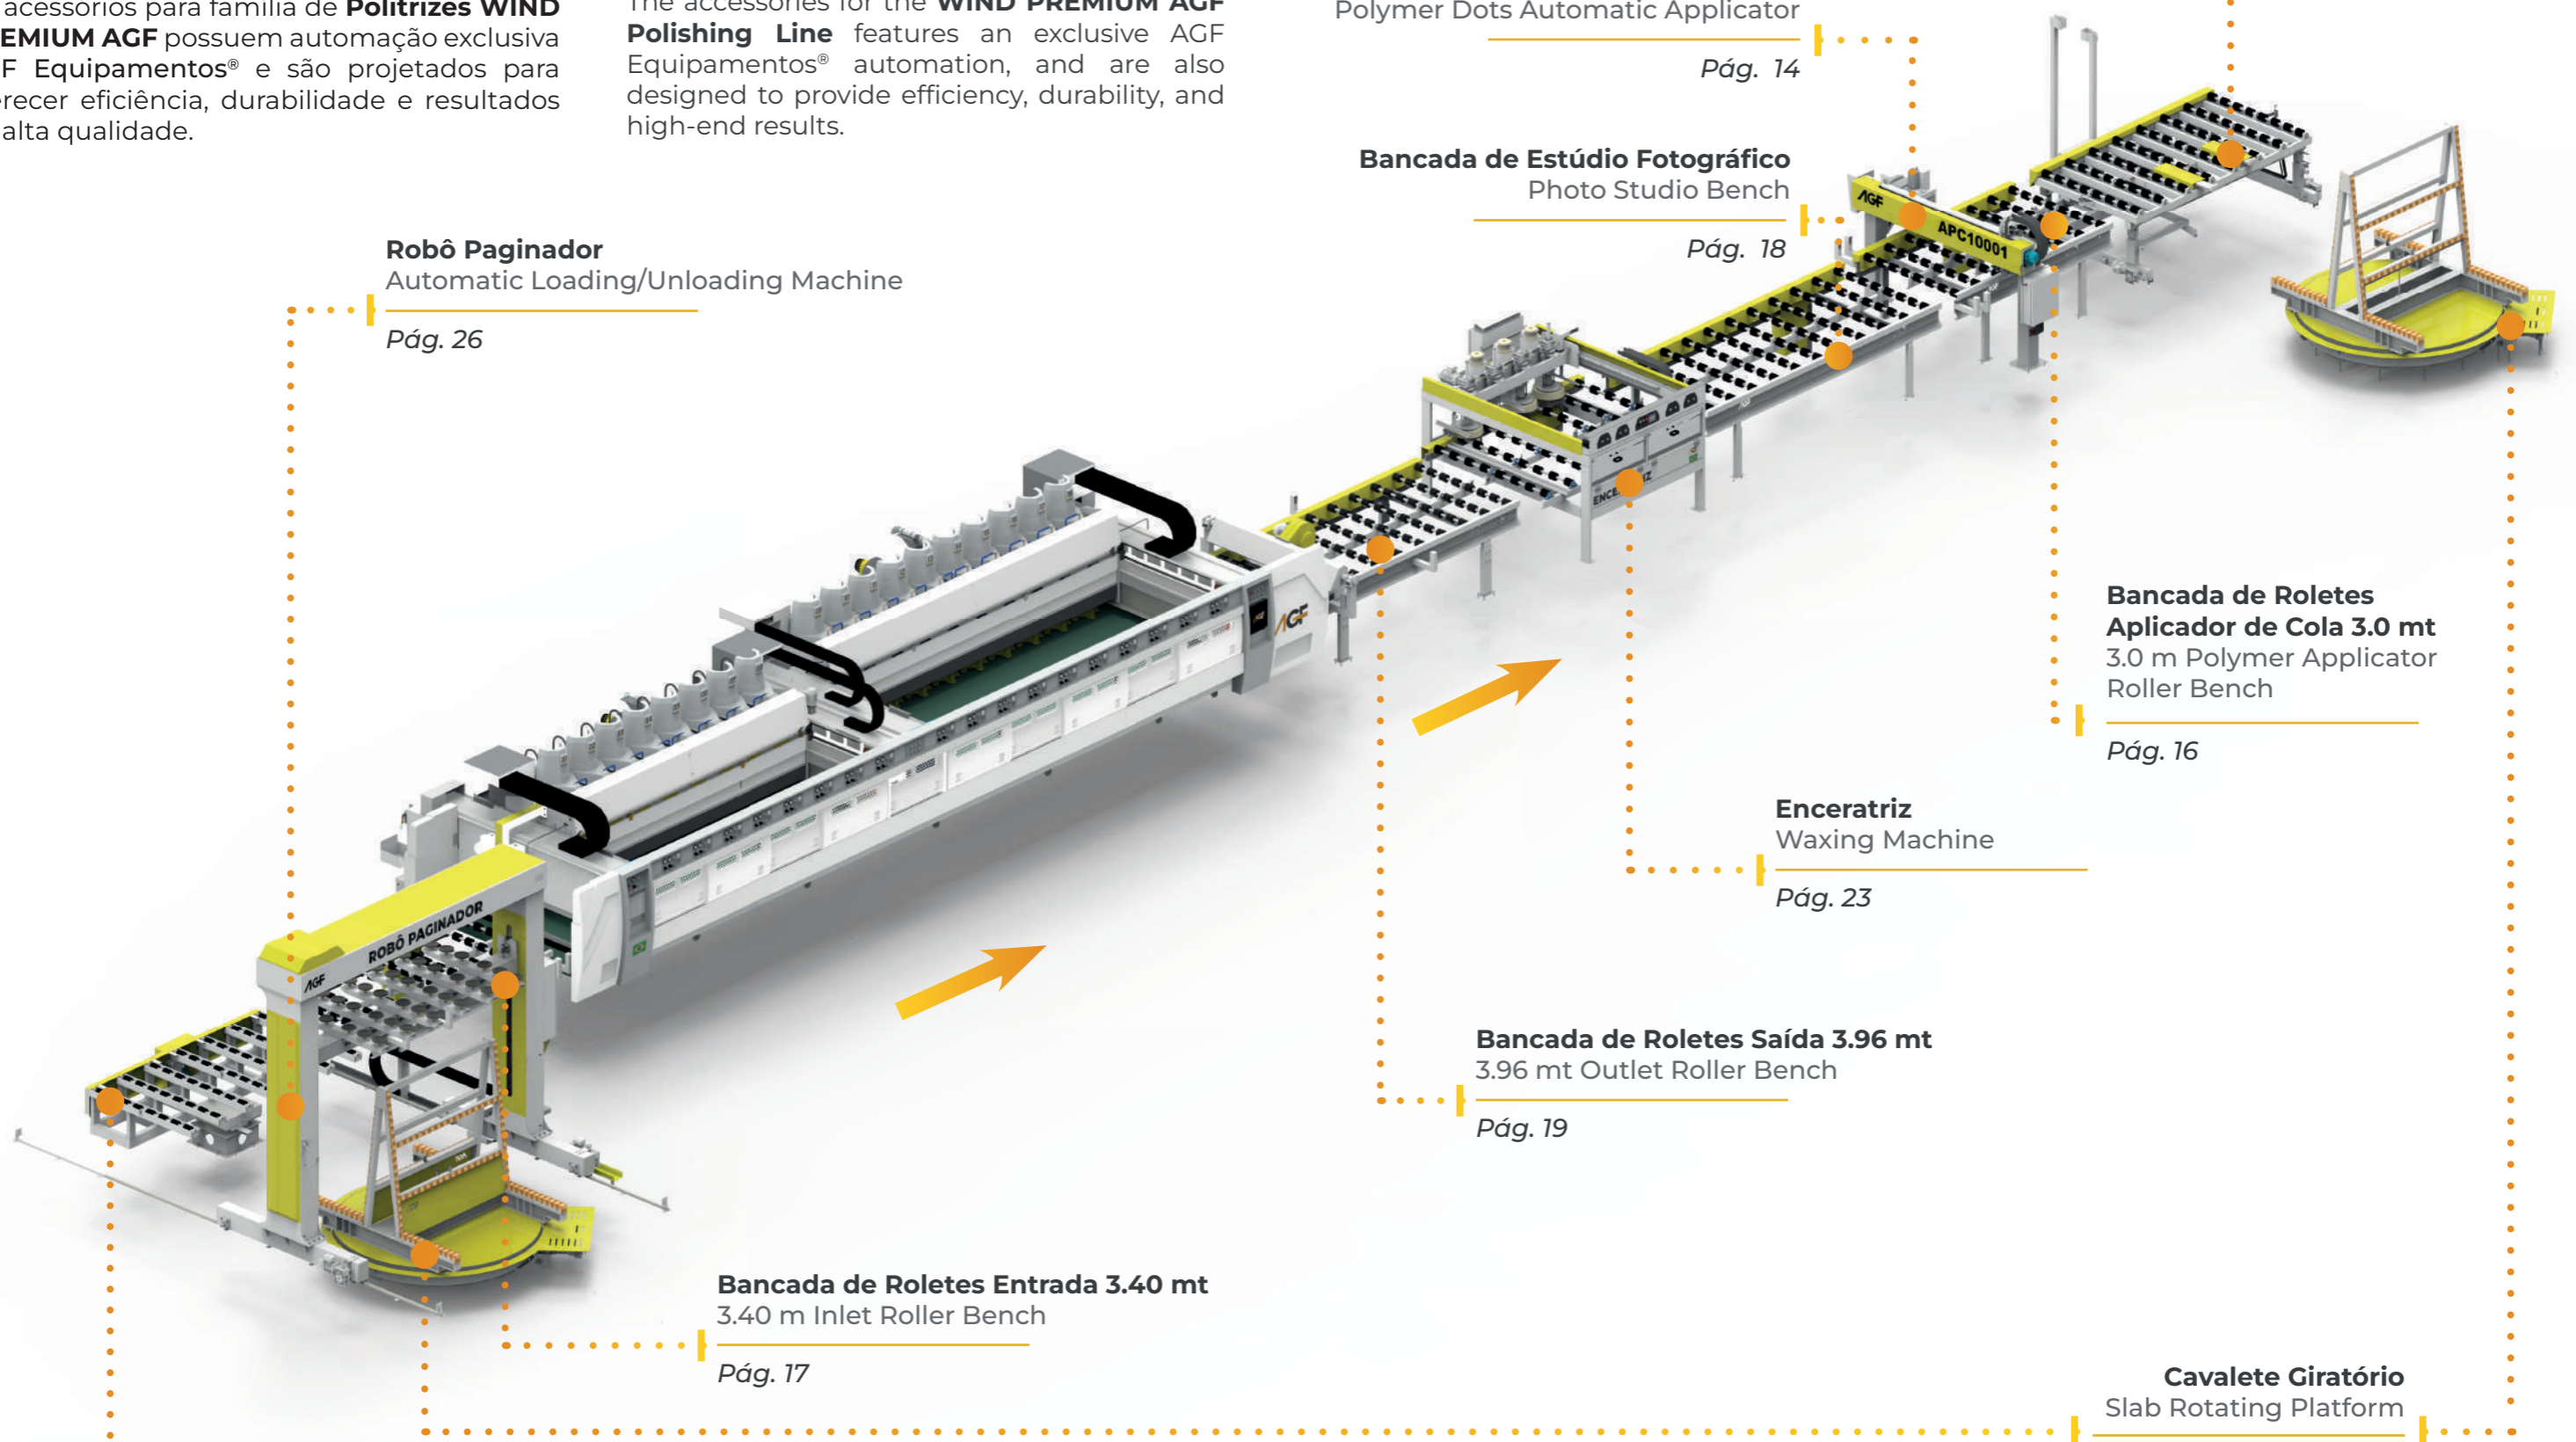 acessórios para família de Politrizes WIND
EMIUM AGF possuem automação exclusiva
F Equipamentos® e são projetados para
recer eficiência, durabilidade e resultados
alta qualidade.
The accessories for the WIND PREMIUM AGF
Polishing Line features an exclusive AGF
Equipamentos® automation, and are also
designed to provide efficiency, durability, and
high-end results.
Polymer Dots Automatic Applicator
Pág. 14
Bancada de Estúdio Fotográfico
Photo Studio Bench
Pág. 18
Robô Paginador
Automatic Loading/Unloading Machine
Pág. 26
AGF
APC10001
AGF
Bancada de Roletes
Aplicador de Cola 3.0 mt
3.0 m Polymer Applicator
Roller Bench
Pág. 16
Enceratriz
Waxing Machine
Pág. 23
AGF
ROBÔ PAGINADOR
Bancada de Roletes Saída 3.96 mt
3.96 mt Outlet Roller Bench
Pág. 19
Bancada de Roletes Entrada 3.40 mt
3.40 m Inlet Roller Bench
Pág. 17
Cavalete Giratório
Slab Rotating Platform